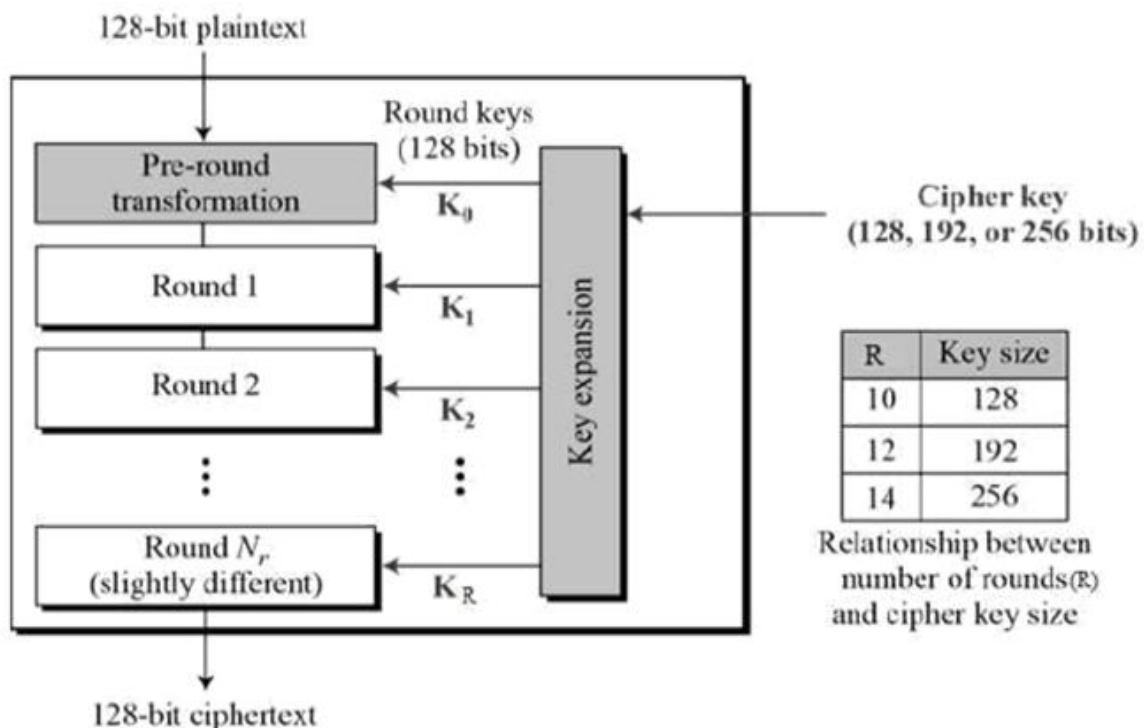 128-bit plaintext
Round keys
(128 bits)
Pre-round
transformation
K₀
Cipher key
(128, 192, or 256 bits)
Round 1
K₁
Round 2
K₂
Key expansion
Round Nᵣ
(slightly different)
K R
128-bit ciphertext
R Key size
10 128
12 192
14 256
Relationship between
number of rounds(R)
and cipher key size